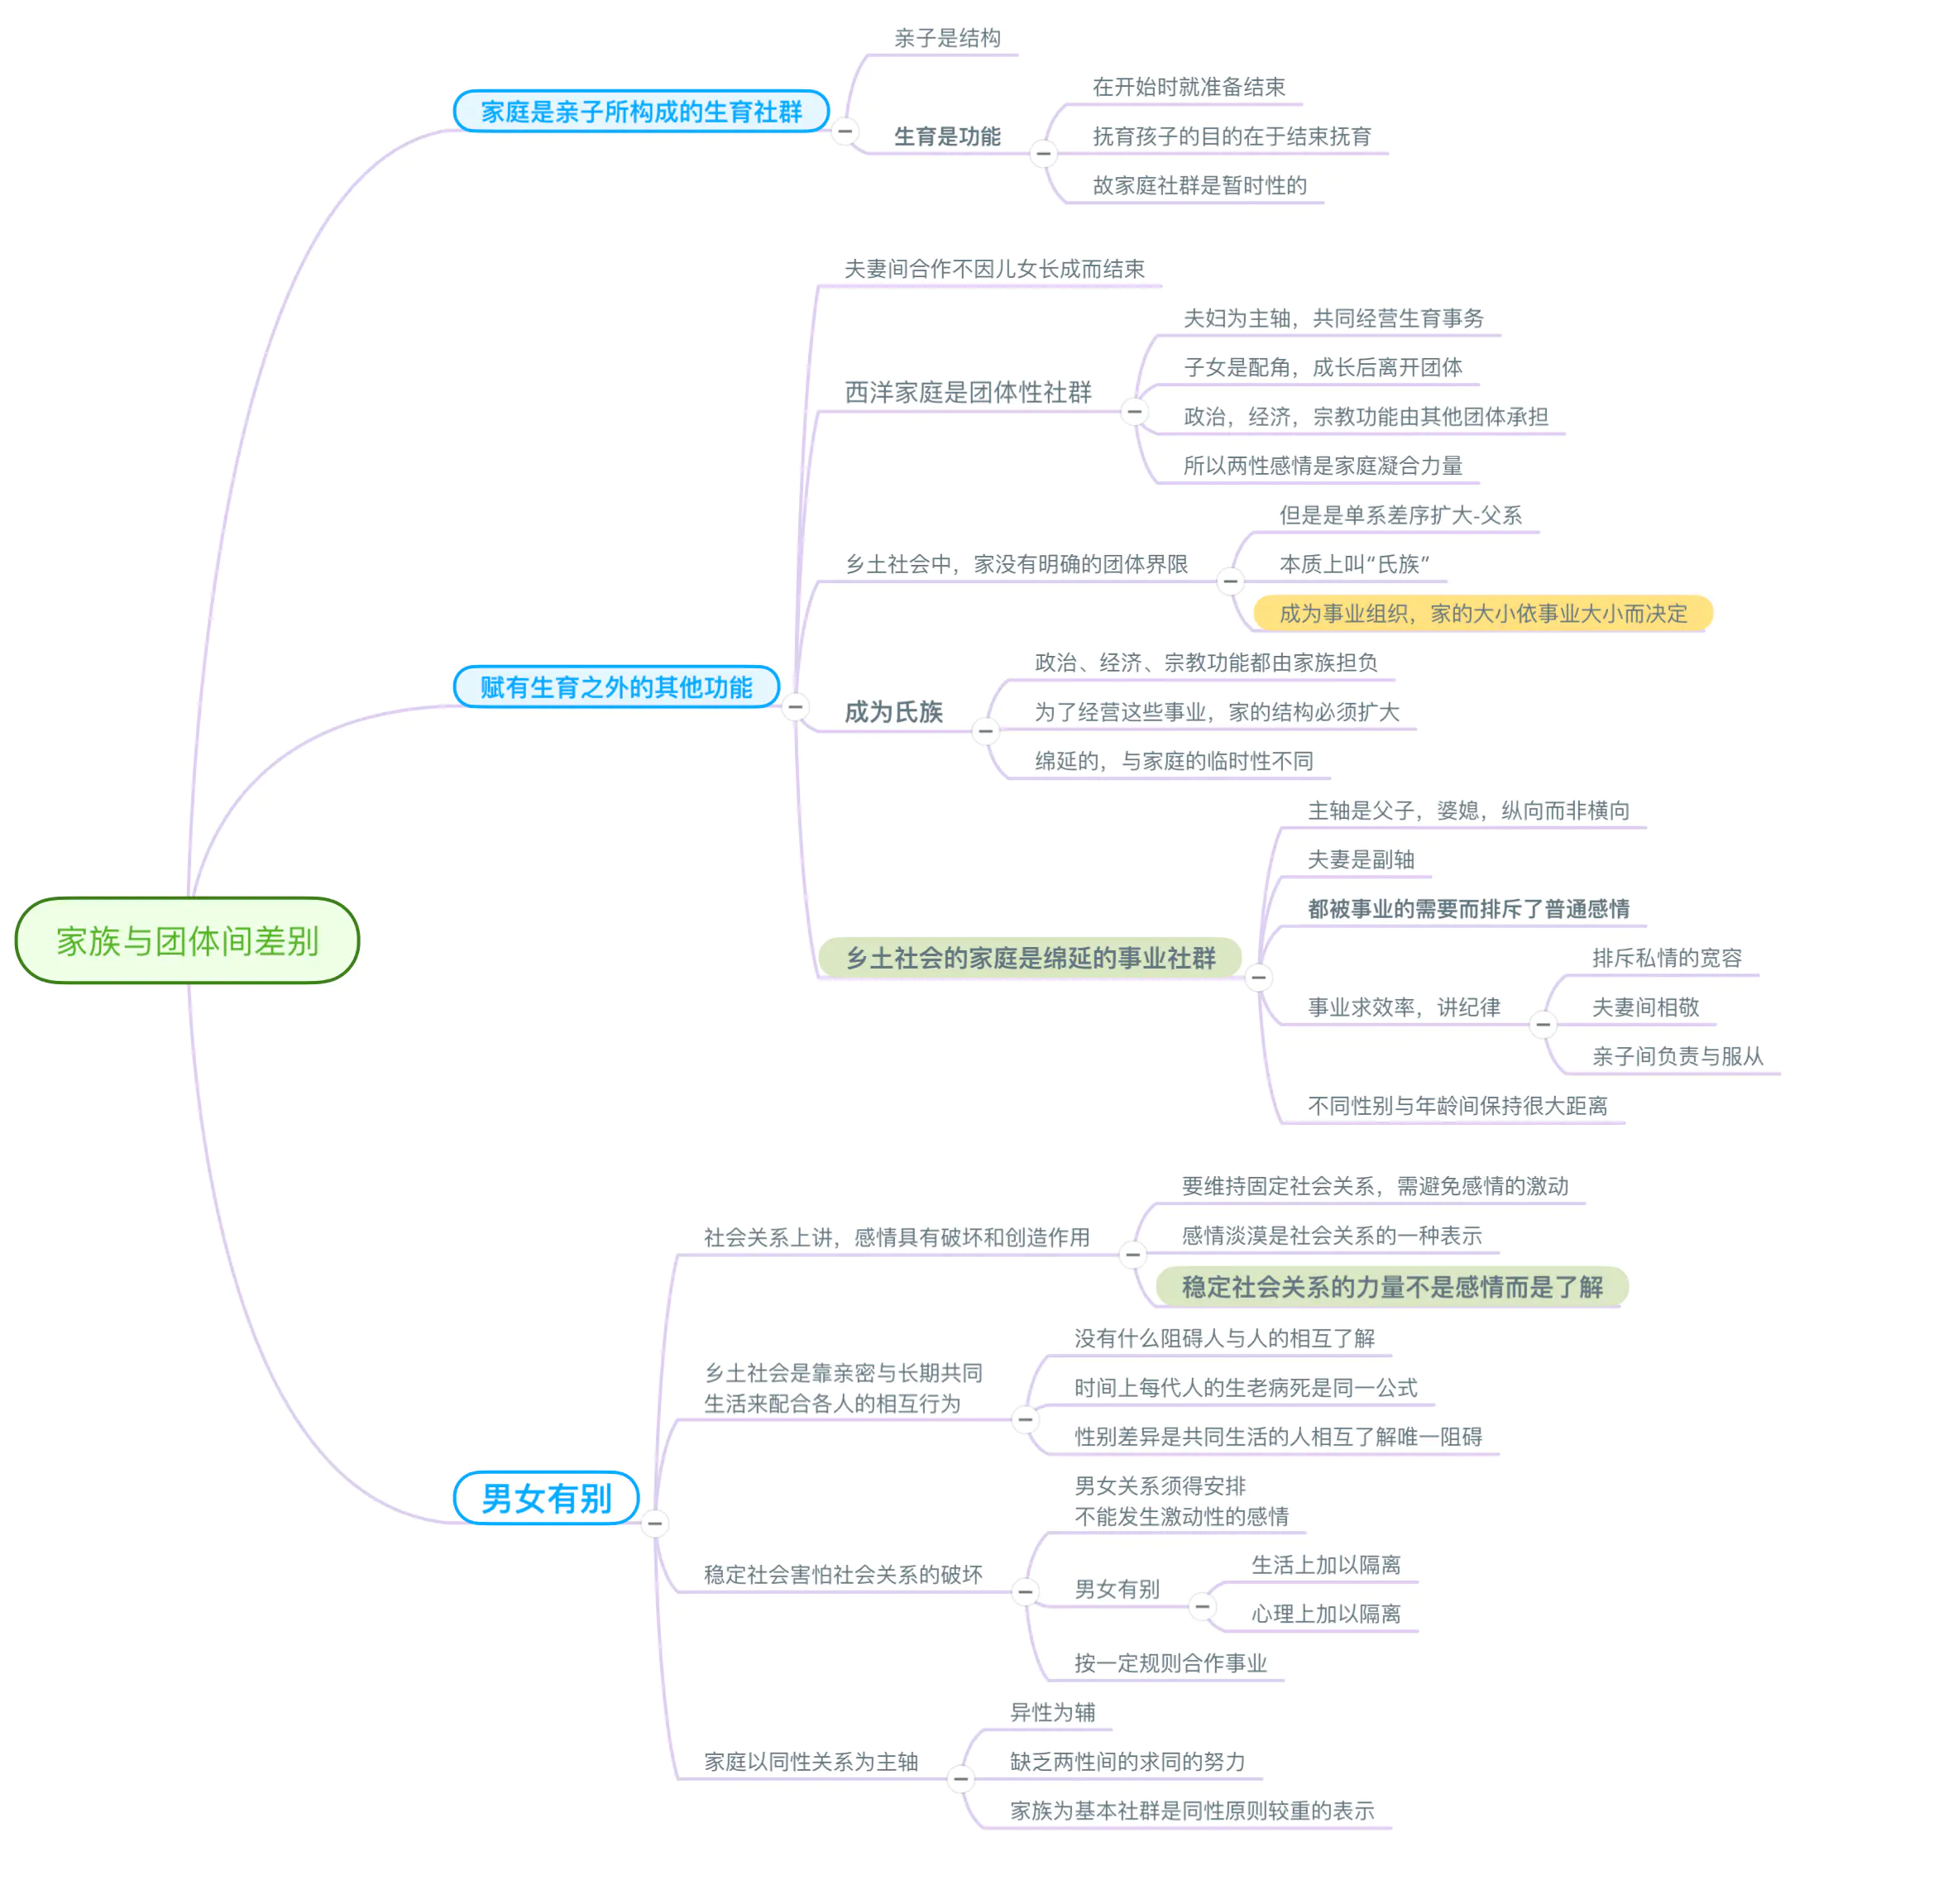 家族与团体间差别
家庭是亲子所构成的生育社群
亲子是结构
生育是功能
在开始时就准备结束
抚育孩子的目的在于结束抚育
故家庭社群是暂时性的
赋有生育之外的其他功能
夫妻间合作不因儿女长成而结束
西洋家庭是团体性社群
夫妇为主轴，共同经营生育事务
子女是配角，成长后离开团体
政治，经济，宗教功能由其他团体承担
所以两性感情是家庭凝合力量
乡土社会中，家没有明确的团体界限
但是是单系差序扩大-父系
本质上叫“氏族”
成为事业组织，家的大小依事业大小而决定
成为氏族
政治、经济、宗教功能都由家族担负
为了经营这些事业，家的结构必须扩大
绵延的，与家庭的临时性不同
乡土社会的家庭是绵延的事业社群
主轴是父子，婆媳，纵向而非横向
夫妻是副轴
都被事业的需要而排斥了普通感情
事业求效率，讲纪律
排斥私情的宽容
夫妻间相敬
亲子间负责与服从
不同性别与年龄间保持很大距离
男女有别
社会关系上讲，感情具有破坏和创造作用
要维持固定社会关系，需避免感情的激动
感情淡漠是社会关系的一种表示
稳定社会关系的力量不是感情而是了解
乡土社会是靠亲密与长期共同
生活来配合各人的相互行为
没有什么阻碍人与人的相互了解
时间上每代人的生老病死是同一公式
性别差异是共同生活的人相互了解唯一阻碍
稳定社会害怕社会关系的破坏
男女关系须得安排
不能发生激动性的感情
男女有别
生活上加以隔离
心理上加以隔离
按一定规则合作事业
家庭以同性关系为主轴
异性为辅
缺乏两性间的求同的努力
家族为基本社群是同性原则较重的表示